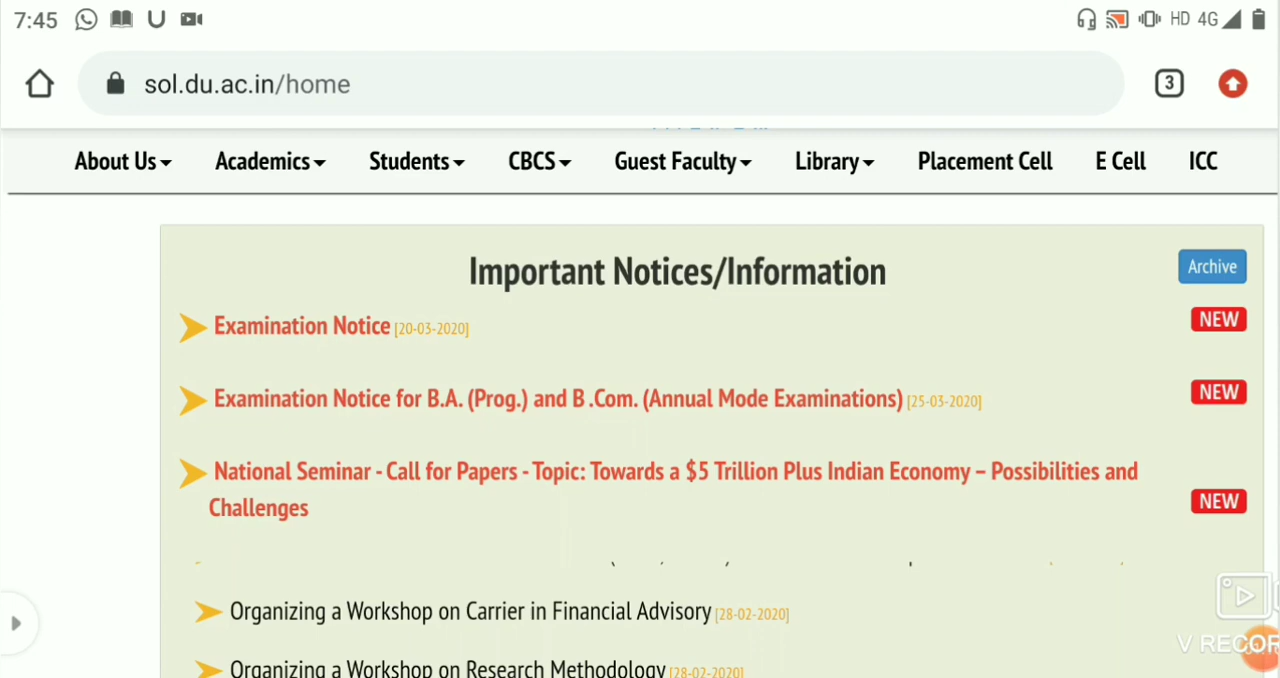 7:45 HD 4G
sol.du.ac.in/home 3
About Us Academics Students CBCS Guest Faculty Library Placement Cell E Cell ICC
Important Notices/Information Archive
Examination Notice [20-03-2020] NEW
Examination Notice for B.A. (Prog.) and B .Com. (Annual Mode Examinations) [25-03-2020] NEW
National Seminar - Call for Papers - Topic: Towards a $5 Trillion Plus Indian Economy – Possibilities and
Challenges NEW
Organizing a Workshop on Carrier in Financial Advisory [28-02-2020]
Organizing a Workshop on Research Methodology [28-02-2020]
V RECOR